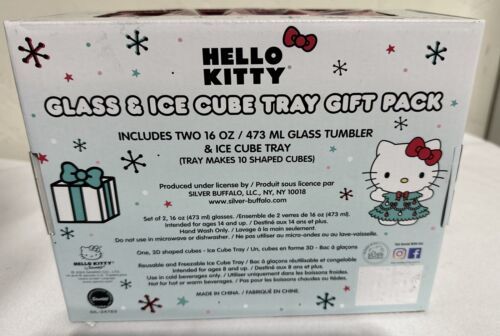 HELLO
KITTY
GLASS & ICE CUBE TRAY GIFT PACK
INCLUDES TWO 16 OZ / 473 ML GLASS TUMBLER
& ICE CUBE TRAY
(TRAY MAKES 10 SHAPED CUBES)
Produced under license by / Produit sous licence par
SILVER BUFFALO, LLC., NY, NY 10018
www.silver-buffalo.com
Set of 2, 16 oz (473 ml) glasses. / Ensemble de 2 verres de 16 oz (473 ml).
Intended for ages 14 and up. / Destiné aux 14 ans et plus.
Hand Wash Only. / Lavage à la main seulement.
Do not use in microwave or dishwasher. / Ne pas utiliser au micro-ondes ou au lave-vaisselle.
One, 3D shaped cubes - Ice Cube Tray / Un, cubes en forme 3D - Bac à glaçons
Reusable and Freezable Ice Cube Tray / Bac à glaçons réutilisable et congelable
Intended for ages 8 and up. / Destiné aux 8 ans et plus.
Use in cold beverages only. / Utiliser uniquement dans les boissons froides.
Not for hot or warm beverages. / Pas pour les boissons chaudes ou tièdes.
MADE IN CHINA. / FABRIQUÉ EN CHINE.
HELLO KITTY